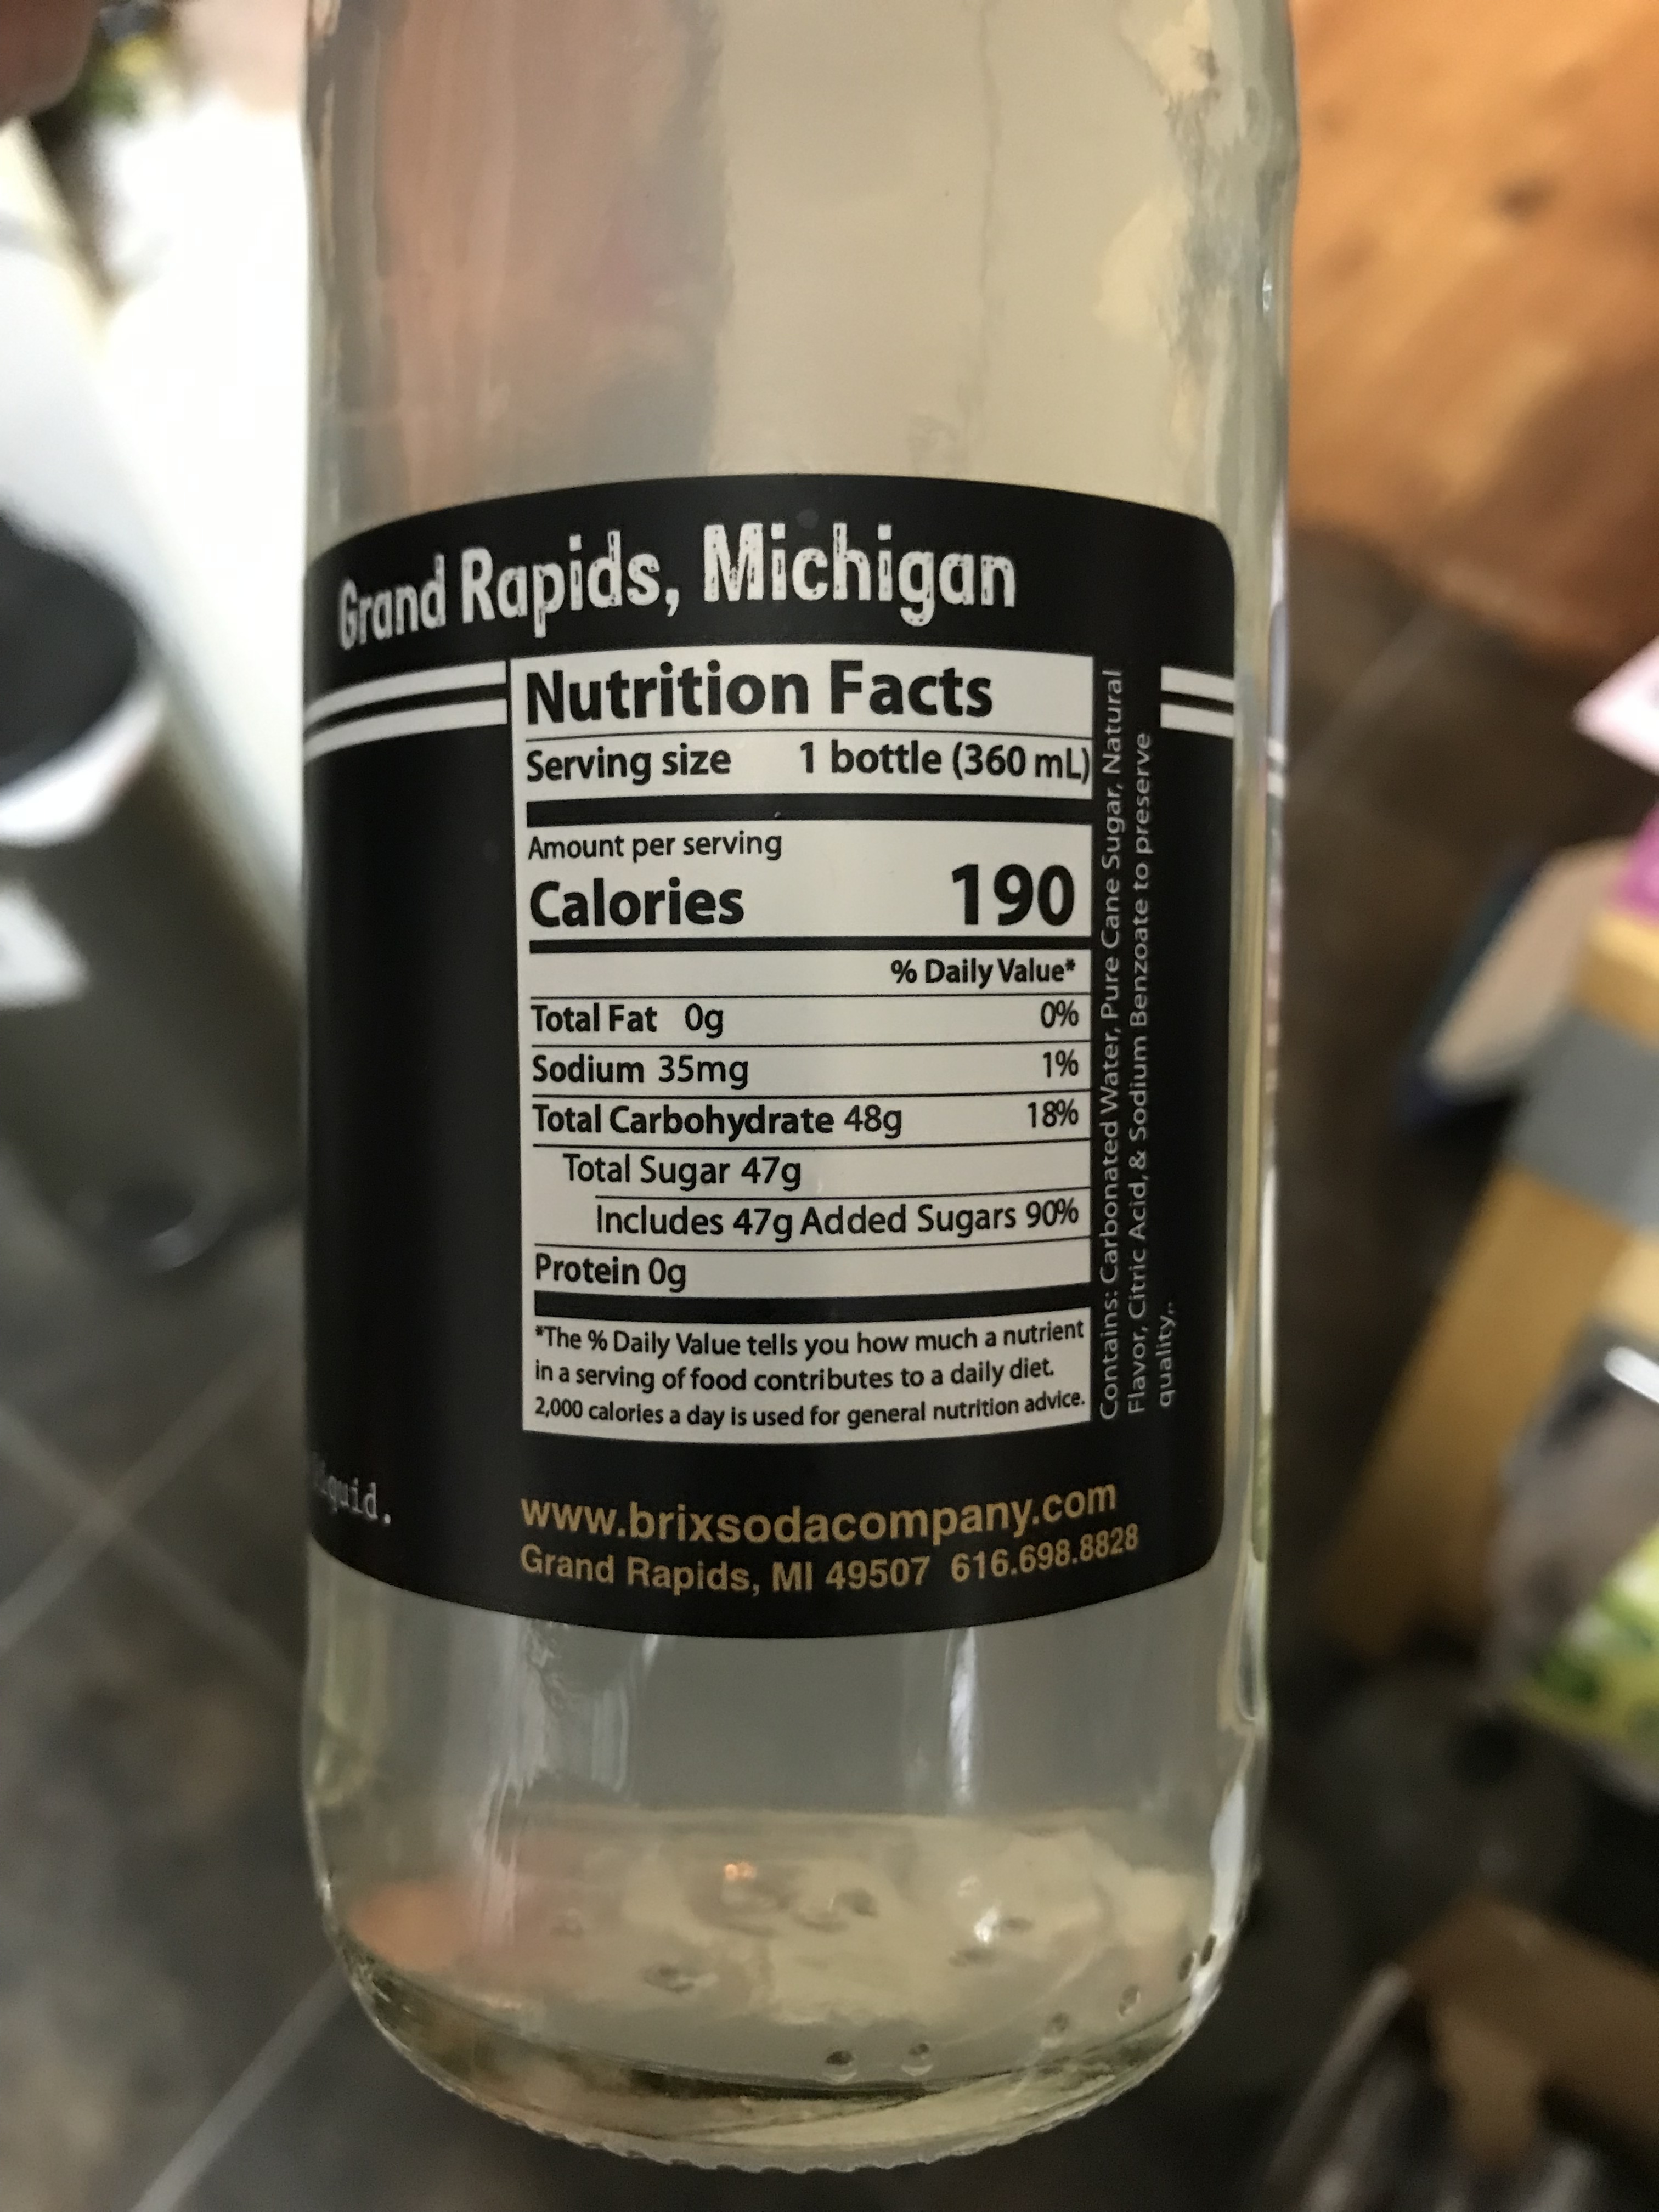 Grand Rapids, Michigan
Nutrition Facts
Serving size 1 bottle (360 mL)
Amount per serving
Calories 190
% Daily Value*
Total Fat 0g 0%
Sodium 35mg 1%
Total Carbohydrate 48g 18%
Total Sugar 47g
Includes 47g Added Sugars 90%
Protein 0g
*The % Daily Value tells you how much a nutrient
in a serving of food contributes to a daily diet.
2,000 calories a day is used for general nutrition advice.
Contains: Carbonated Water, Pure Cane Sugar, Natural
Flavor, Citric Acid, & Sodium Benzoate to preserve
quality,.
liquid.
www.brixsodacompany.com
Grand Rapids, MI 49507 616.698.8828